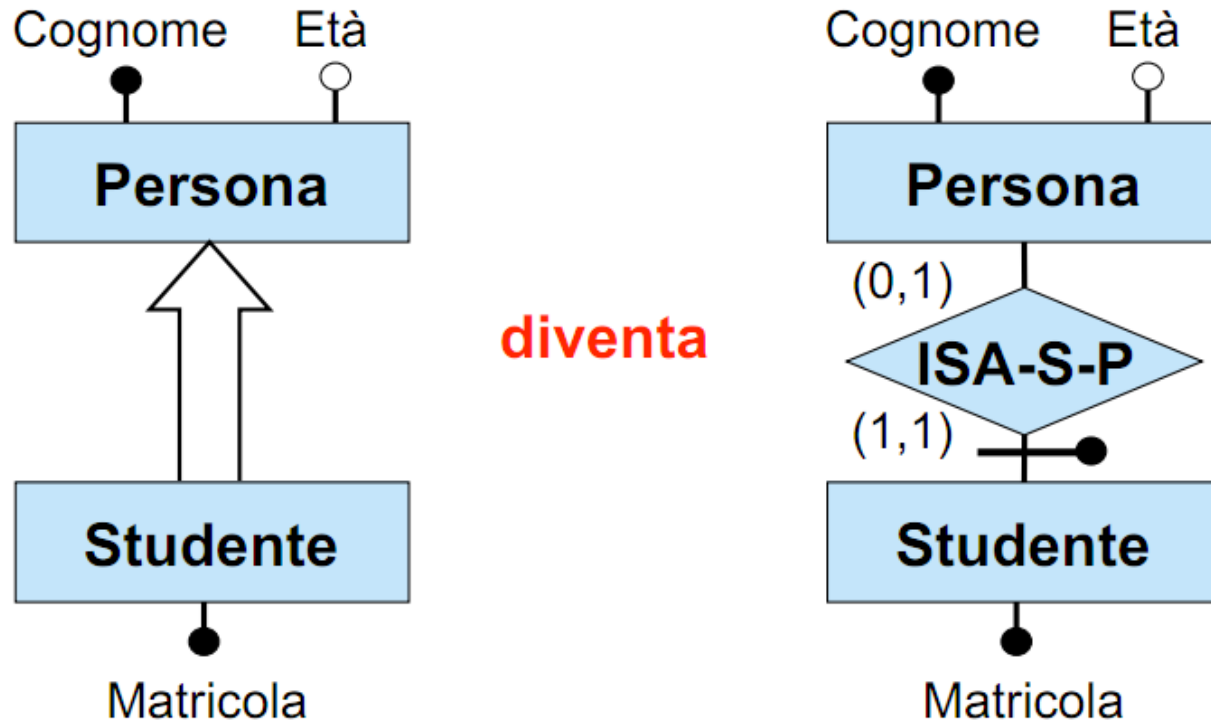 Cognome Età
Persona
Studente
Matricola
diventa
Cognome Età
Persona
(0,1)
ISA-S-P
(1,1)
Studente
Matricola